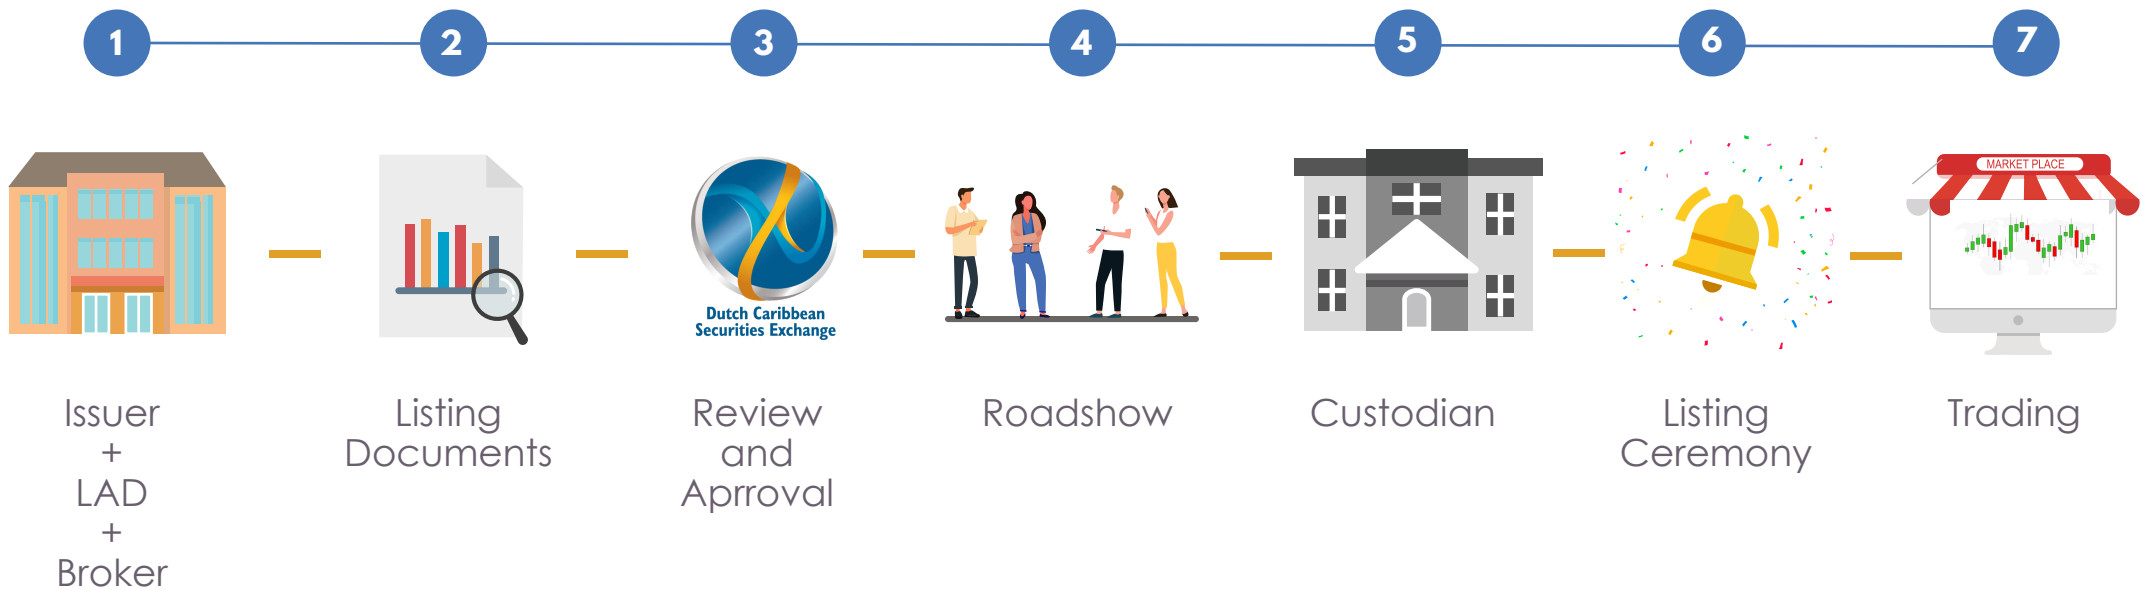 1 2 3 4 5 6 7
MARKET PLACE
Dutch Caribbean
Securities Exchange
Issuer
+
LAD
+
Broker
Listing
Documents
Review
and
Aprroval
Roadshow
Custodian
Listing
Ceremony
Trading